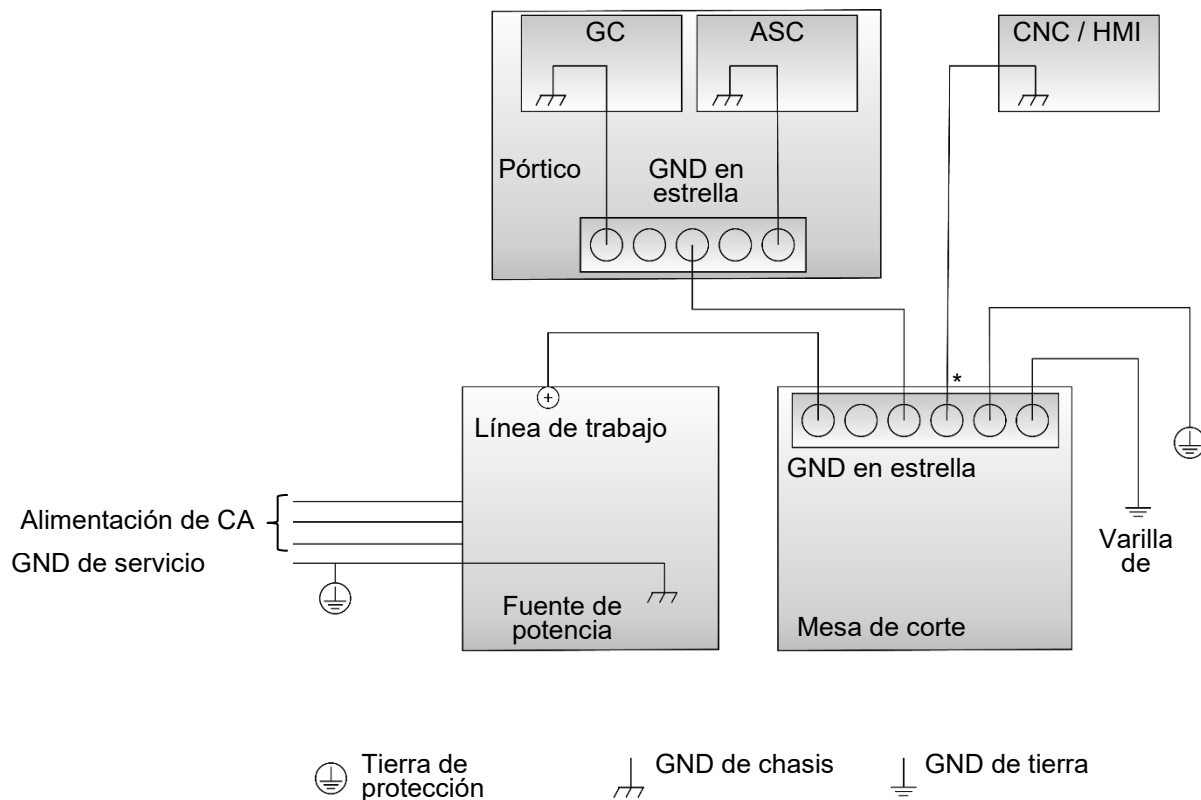 GC
ASC
CNC / HMI
Pórtico
GND en
estrella
*
+
Línea de trabajo
GND en estrella
Alimentación de CA
GND de servicio
Varilla
de
Fuente de
potencia
Mesa de corte
Tierra de
protección
GND de chasis
GND de tierra